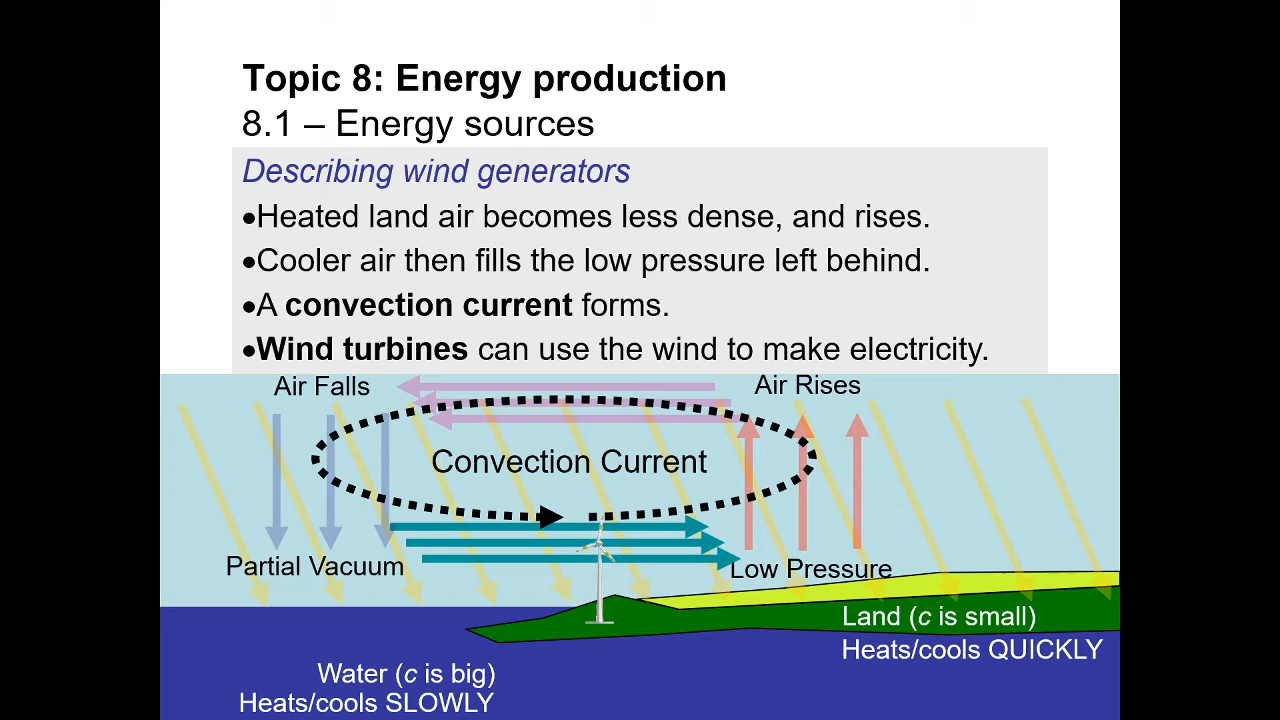 Topic 8: Energy production
8.1 – Energy sources
Describing wind generators
•Heated land air becomes less dense, and rises.
•Cooler air then fills the low pressure left behind.
•A convection current forms.
•Wind turbines can use the wind to make electricity.
Air Falls
Air Rises
Convection Current
Partial Vacuum
Low Pressure
Land (c is small)
Heats/cools QUICKLY
Water (c is big)
Heats/cools SLOWLY